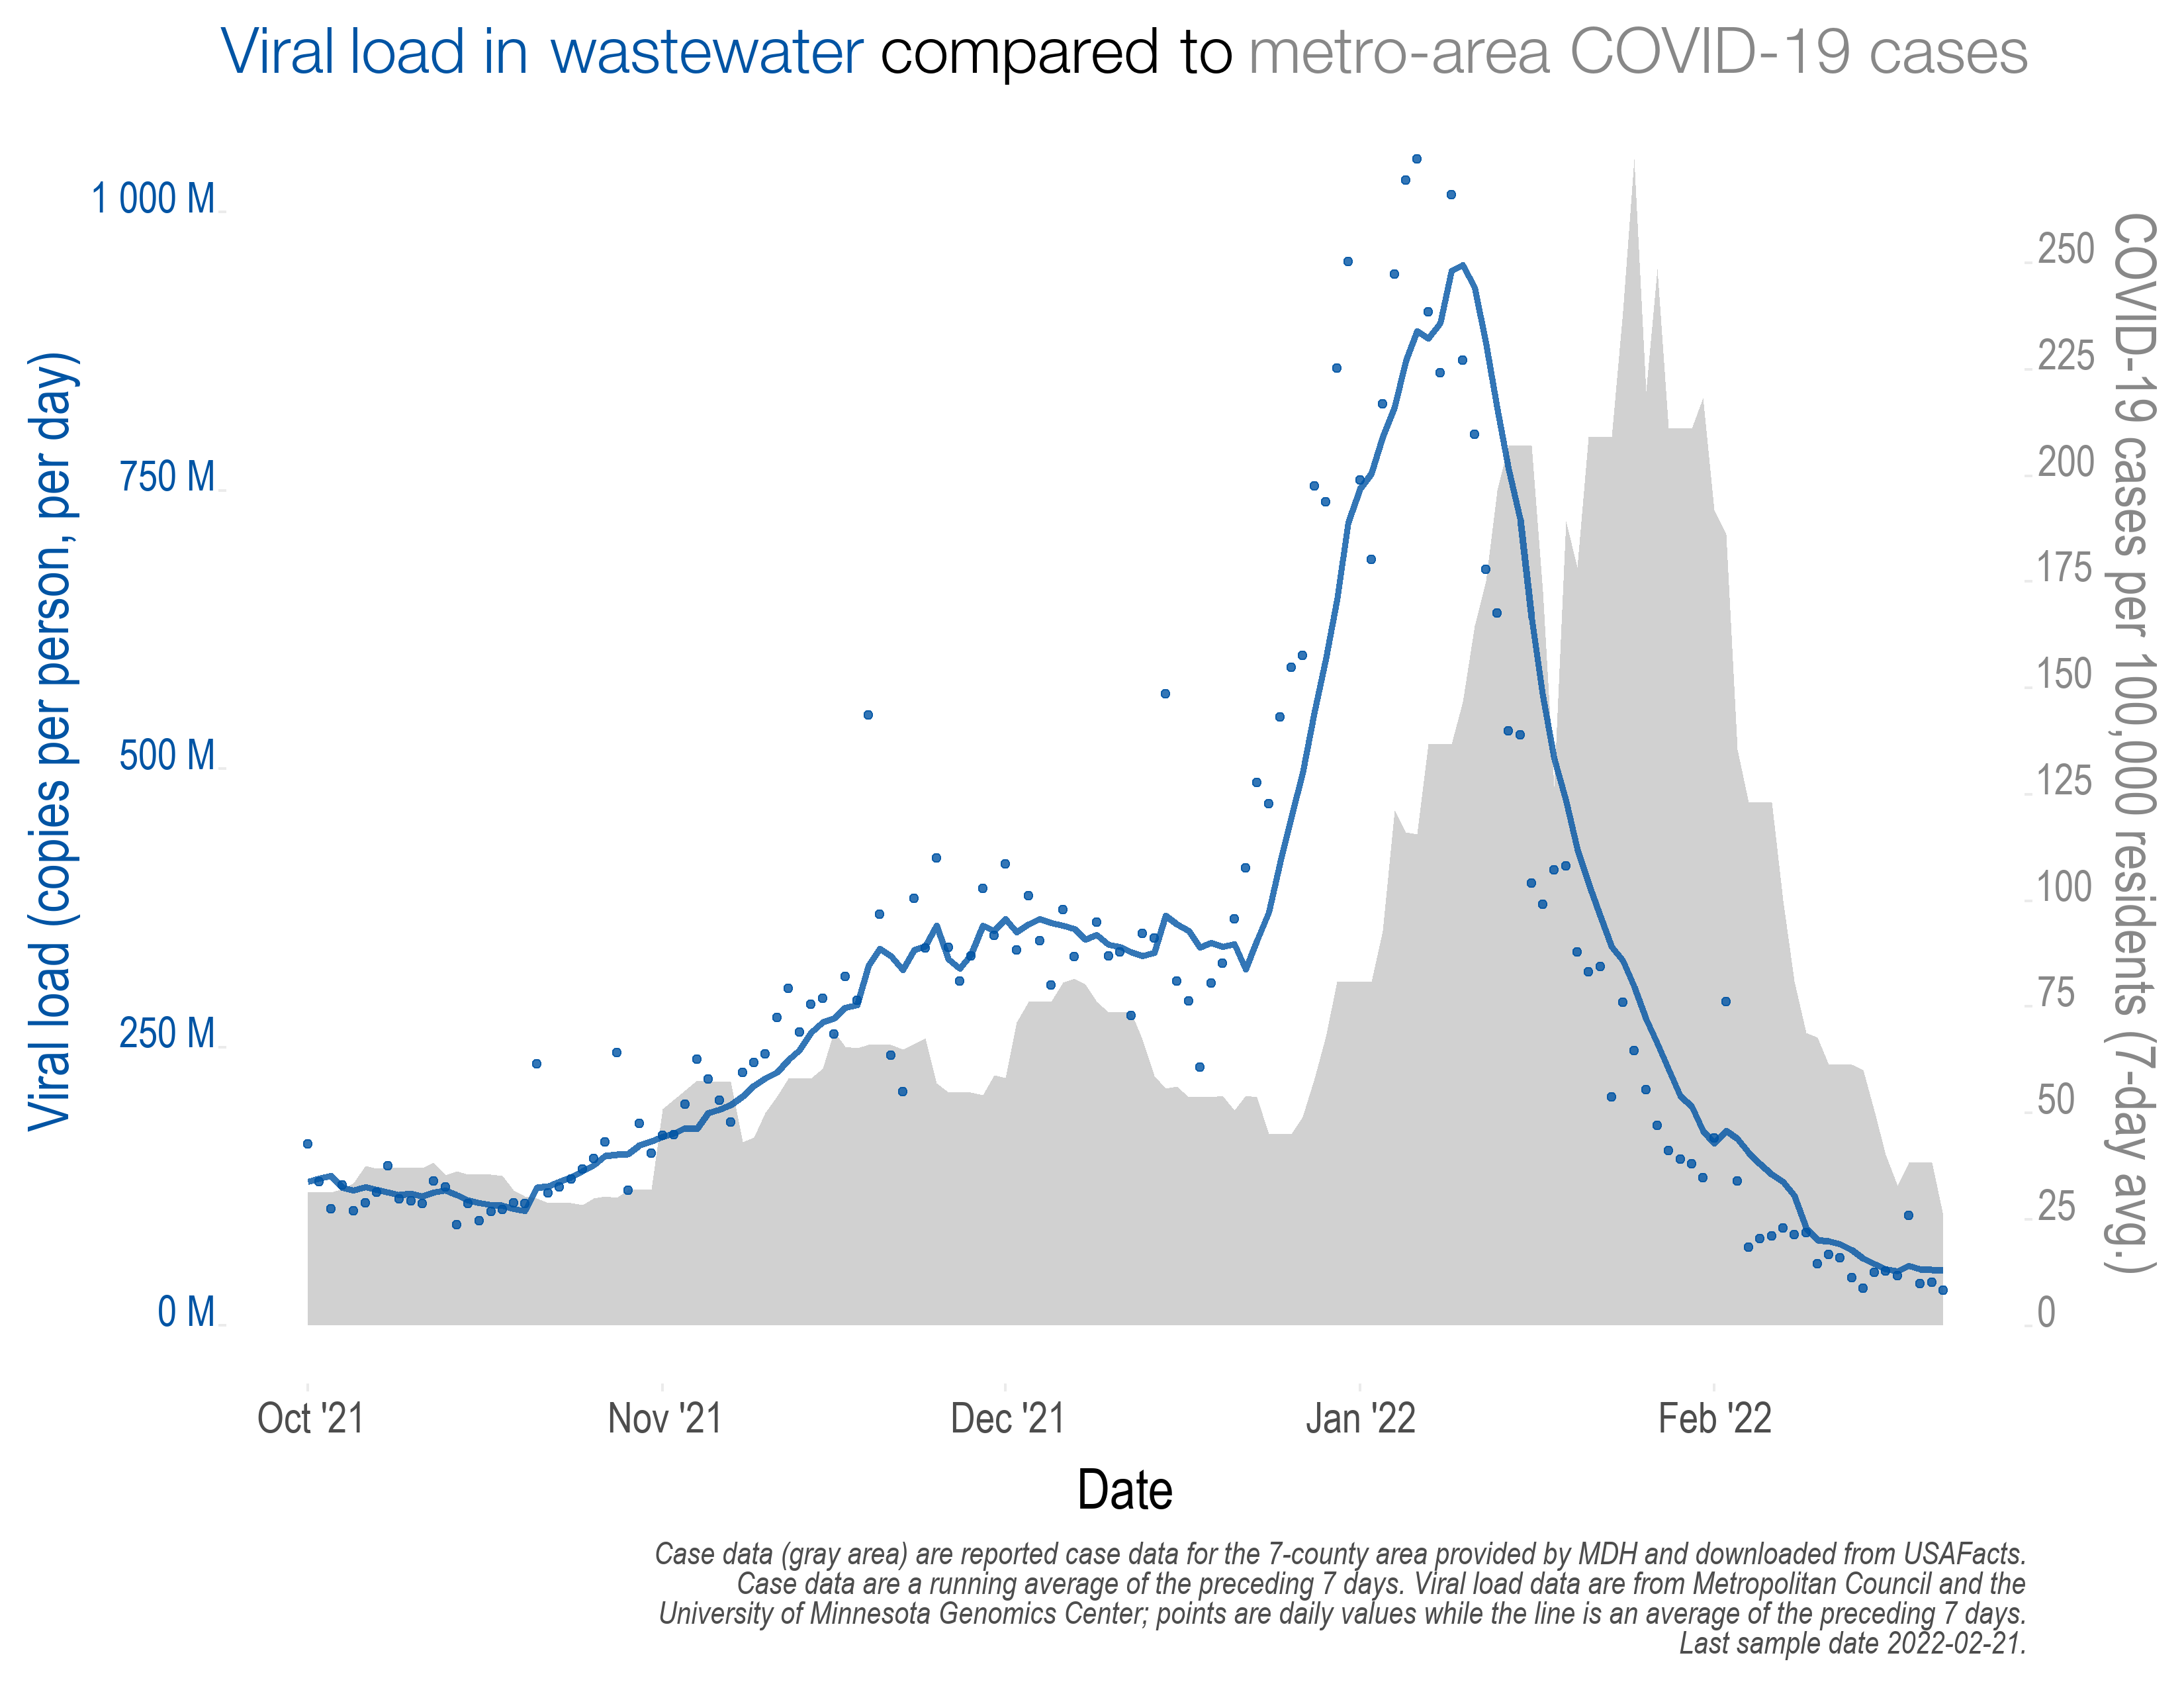 Viral load in wastewater compared to metro-area COVID-19 cases
Viral load (copies per person, per day)
1 000 M
750 M
500 M
250 M
0 M
250
225
200
175
150
125
100
75
50
25
0
COVID-19 cases per 100,000 residents (7-day avg.)
Oct '21
Nov '21
Dec '21
Jan '22
Feb '22
Date
Case data (gray area) are reported case data for the 7-county area provided by MDH and downloaded from USAFacts.
Case data are a running average of the preceding 7 days. Viral load data are from Metropolitan Council and the
University of Minnesota Genomics Center; points are daily values while the line is an average of the preceding 7 days.
Last sample date 2022-02-21.